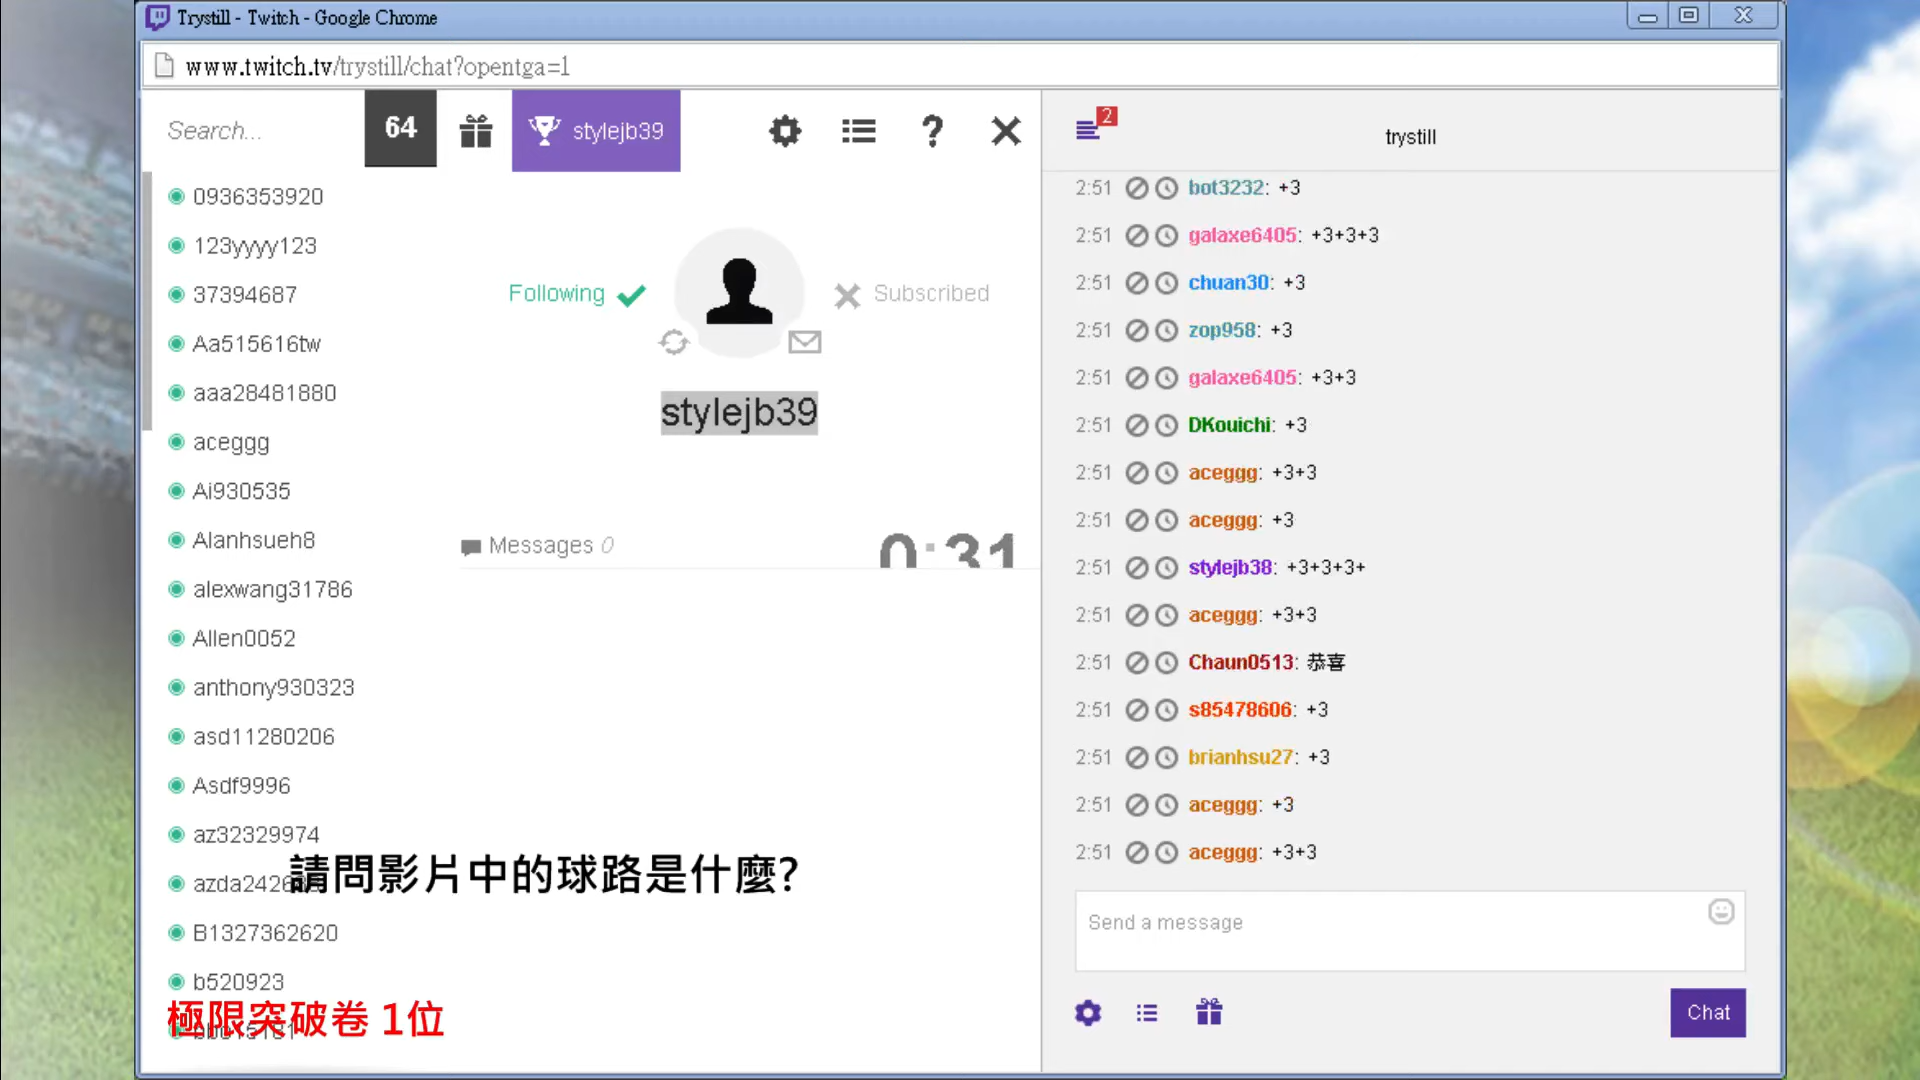 Trystill - Twitch - Google Chrome
www.twitch.tv/trystill/chat?opentga=1
Search...
64
stylejb39
0936353920
123yyyy123
37394687
Aa515616tw
aaa28481880
aceggg
Ai930535
Alanhsueh8
alexwang31786
Allen0052
anthony930323
asd11280206
Asdf9996
az32329974
請問影片中的球路是什麼?
B1327362620
b520923
極限突破卷 1位
Following
Subscribed
stylejb39
Messages 0
0:31
2
trystill
2:51 bot3232: +3
2:51 galaxe6405: +3+3+3
2:51 chuan30: +3
2:51 zop958: +3
2:51 galaxe6405: +3+3
2:51 DKouichi: +3
2:51 aceggg: +3+3
2:51 aceggg: +3
2:51 stylejb38: +3+3+3+
2:51 aceggg: +3+3
2:51 Chaun0513: 恭喜
2:51 s85478606: +3
2:51 brianhsu27: +3
2:51 aceggg: +3
2:51 aceggg: +3+3
Send a message
Chat